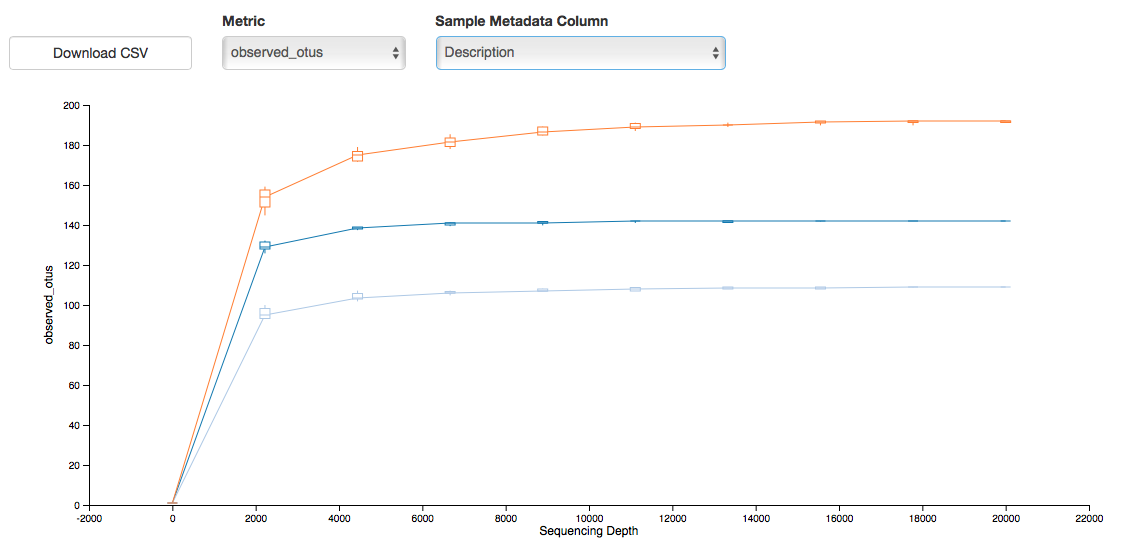 Metric Sample Metadata Column
Download CSV observed_otus Description
200
180
160
140
120
100
80
60
40
20
0
observed_otus
-2000 0 2000 4000 6000 8000 10000 12000 14000 16000 18000 20000 22000
Sequencing Depth